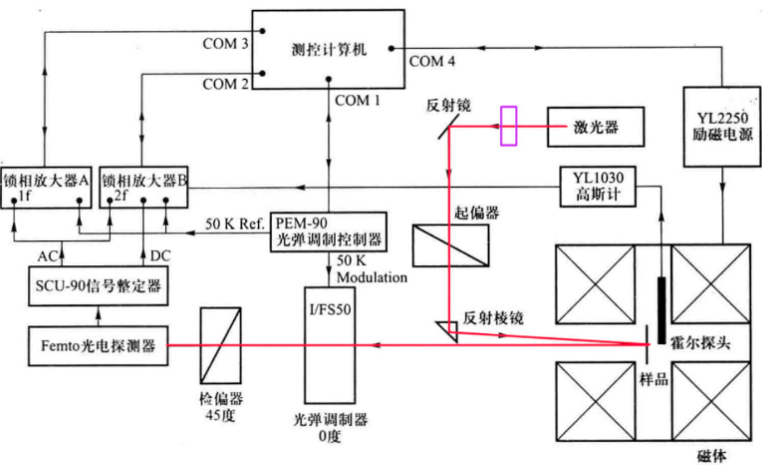 测控计算机
COM 3
COM 2
COM 1
COM 4
反射镜
激光器
YL2250
励磁电源
锁相放大器A
1f
锁相放大器B
2f
YL1030
高斯计
起偏器
50 K Ref.
PEM-90
光弹调制控制器
AC
DC
50 K
Modulation
SCU-90信号整定器
I/FS50
反射棱镜
Femto光电探测器
霍尔探头
样品
检偏器
45度
光弹调制器
0度
磁体